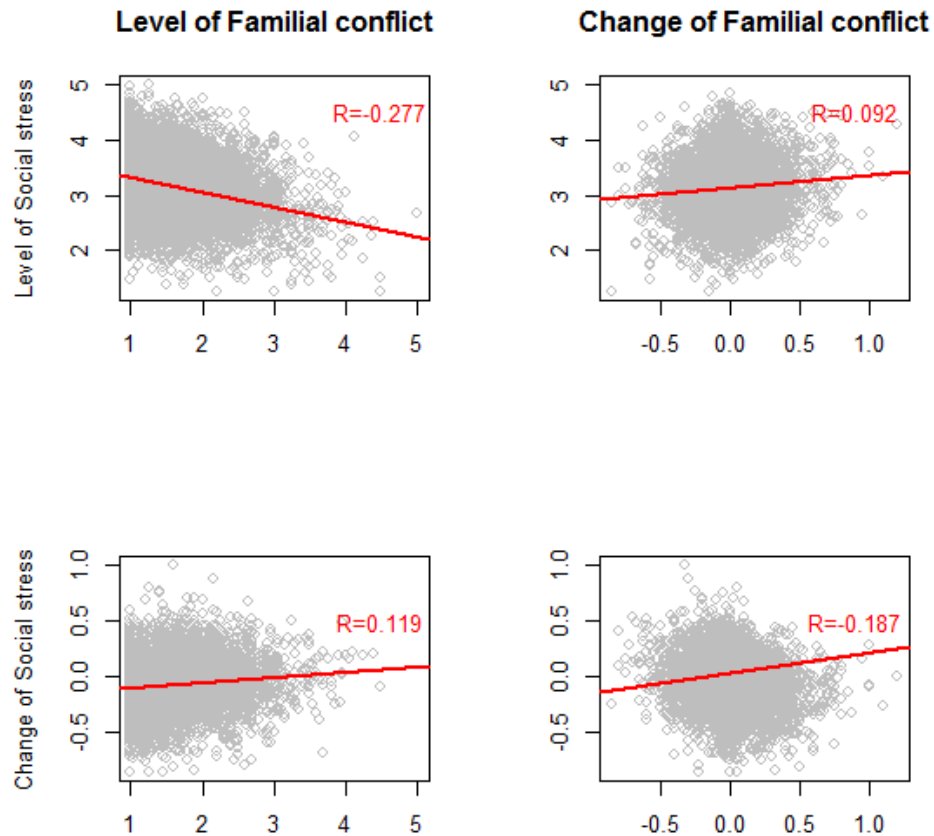 Level of Familial conflict
Change of Familial conflict
Level of Social stress
5
4
3
2
R=-0.277
1 2 3 4 5
5
4
3
2
R=0.092
-0.5 0.0 0.5 1.0
Change of Social stress
1.0
0.5
0.0
-0.5
R=0.119
1 2 3 4 5
1.0
0.5
0.0
-0.5
R=-0.187
-0.5 0.0 0.5 1.0